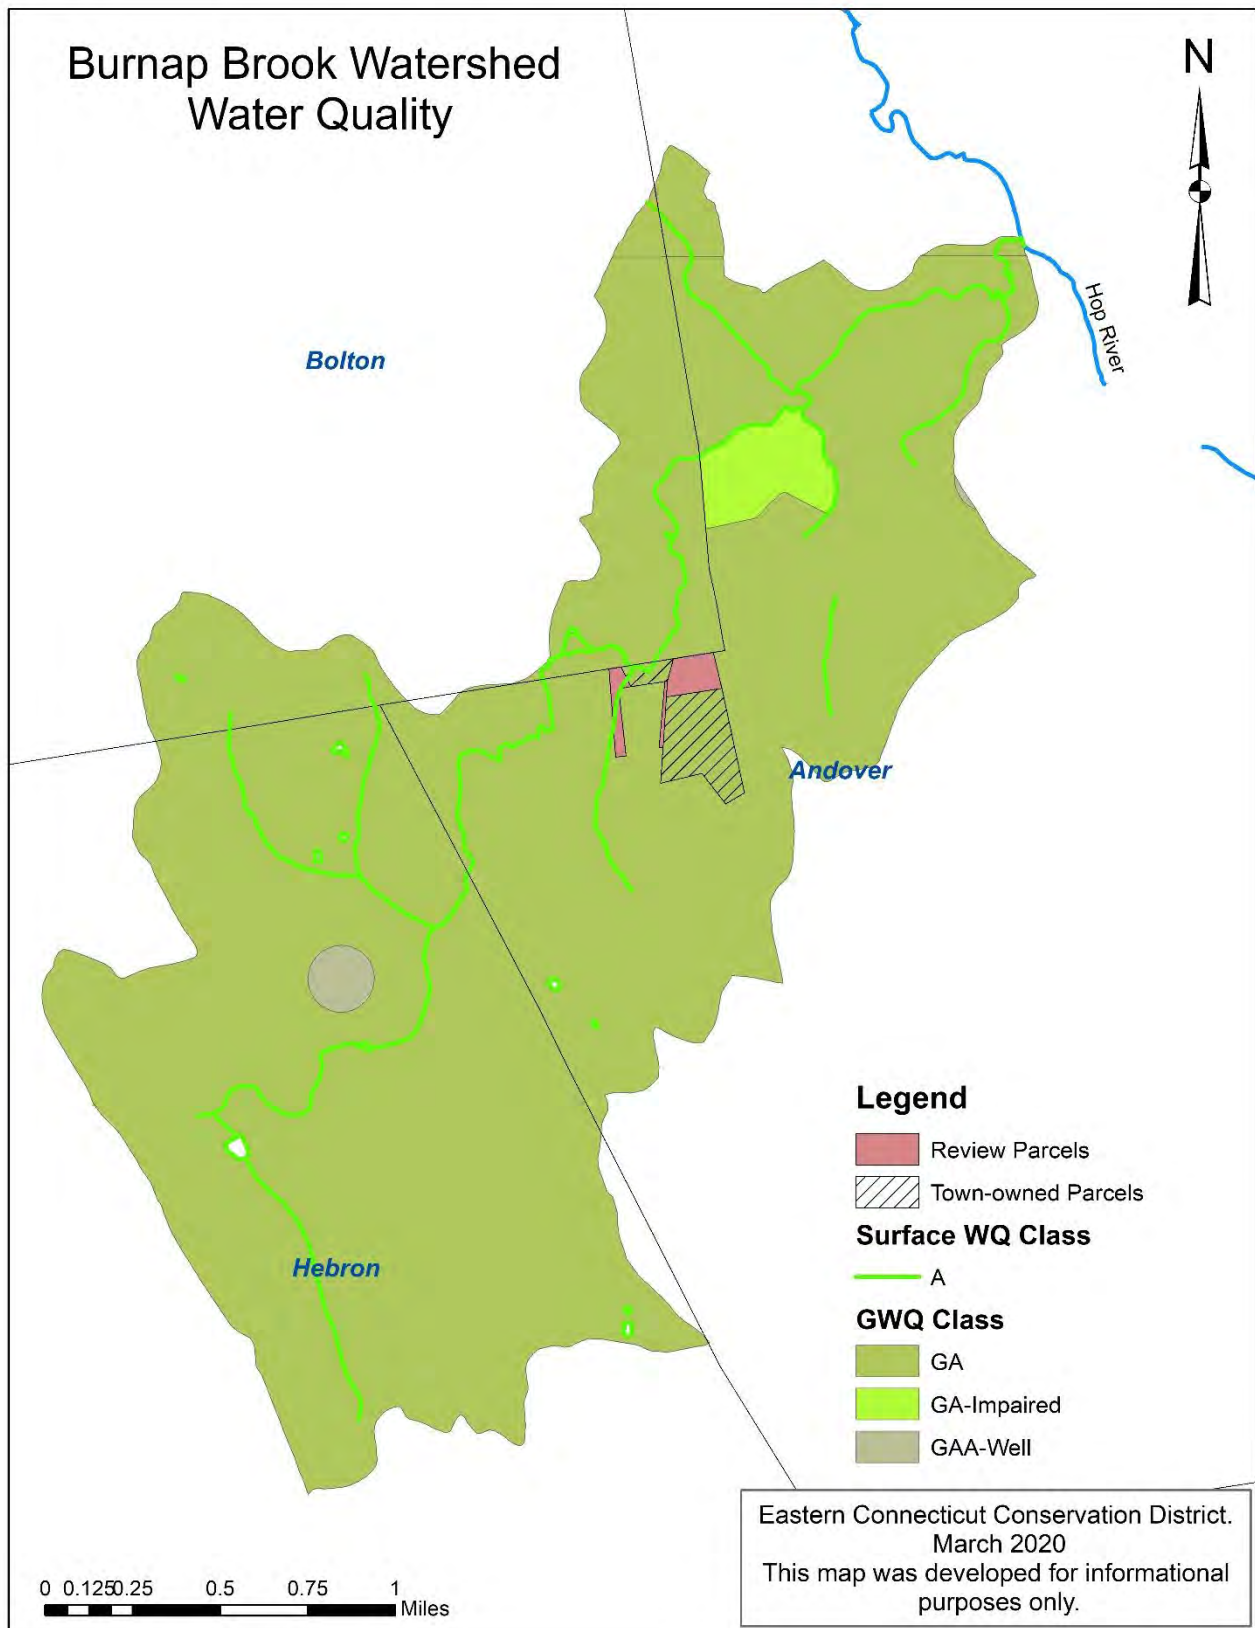 Burnap Brook Watershed
Water Quality
N
Hop River
Bolton
Andover
Hebron
Legend
Review Parcels
Town-owned Parcels
Surface WQ Class
A
GWQ Class
GA
GA-Impaired
GAA-Well
Eastern Connecticut Conservation District.
March 2020
This map was developed for informational
purposes only.
0 0.125 0.25 0.5 0.75 1
Miles